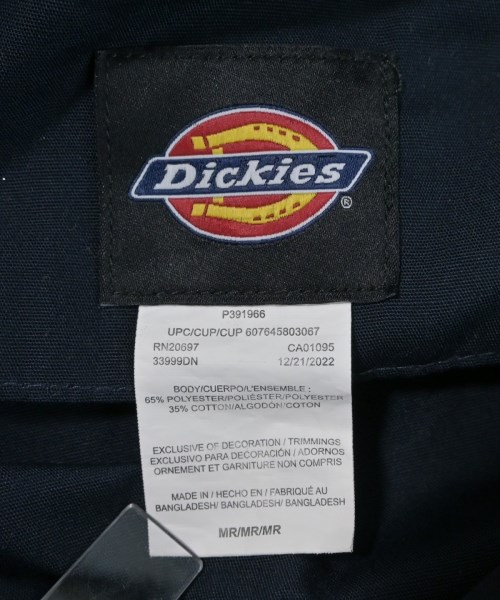 Dickies
®
P391966
UPC/CUP/CUP 607645803067
RN20697 CA01095
33999DN 12/21/2022
BODY/CUERPO/L'ENSEMBLE :
65% POLYESTER/POLIÉSTER/POLYESTER
35% COTTON/ALGODÓN/COTON
EXCLUSIVE OF DECORATION / TRIMMINGS
EXCLUSIVO PARA DECORACIÓN / ADORNOS
ORNEMENT ET GARNITURE NON COMPRIS
MADE IN / HECHO EN / FABRIQUÉ AU
BANGLADESH/ BANGLADESH/ BANGLADESH
MR/MR/MR